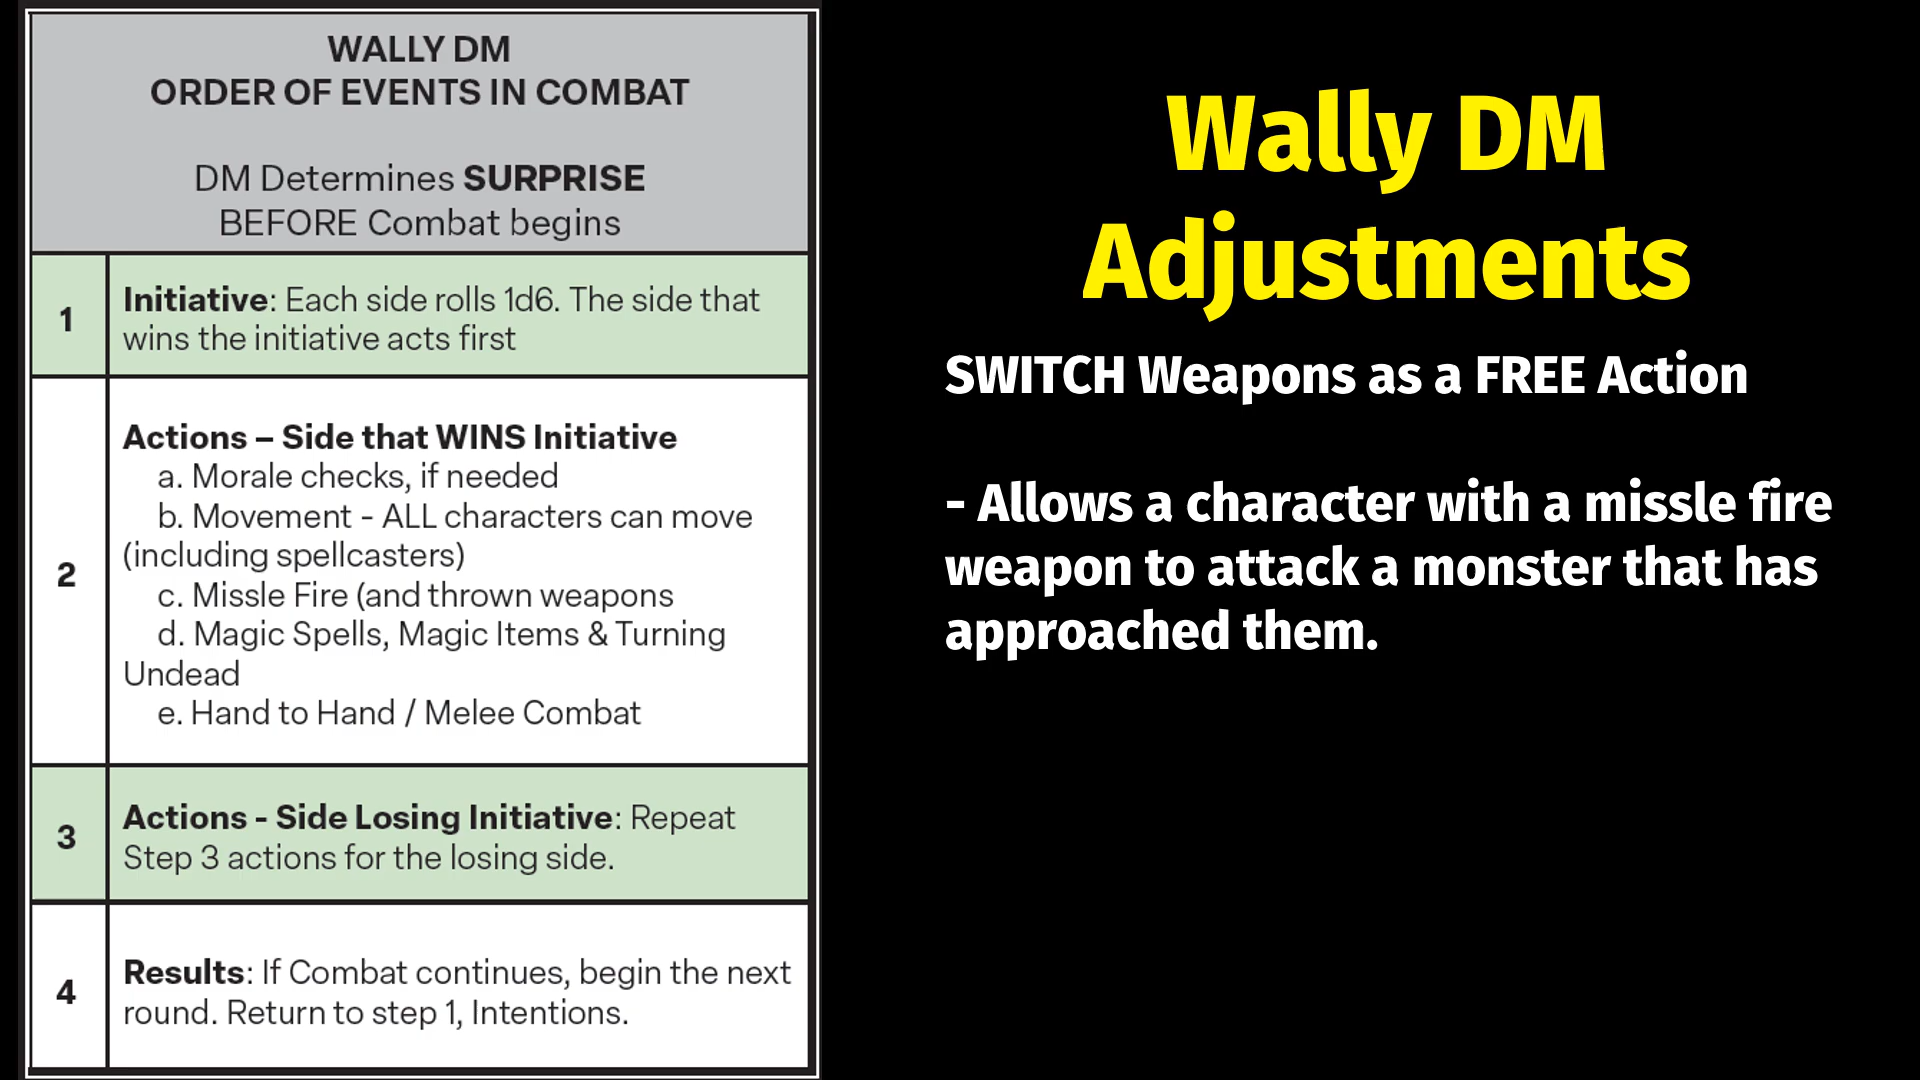 WALLY DM
ORDER OF EVENTS IN COMBAT
DM Determines SURPRISE
BEFORE Combat begins
1
Initiative: Each side rolls 1d6. The side that
wins the initiative acts first
2
Actions – Side that WINS Initiative
a. Morale checks, if needed
b. Movement - ALL characters can move
(including spellcasters)
c. Missle Fire (and thrown weapons
d. Magic Spells, Magic Items & Turning
Undead
e. Hand to Hand / Melee Combat
3
Actions - Side Losing Initiative: Repeat
Step 3 actions for the losing side.
4
Results: If Combat continues, begin the next
round. Return to step 1, Intentions.
Wally DM
Adjustments
SWITCH Weapons as a FREE Action
- Allows a character with a missle fire
weapon to attack a monster that has
approached them.